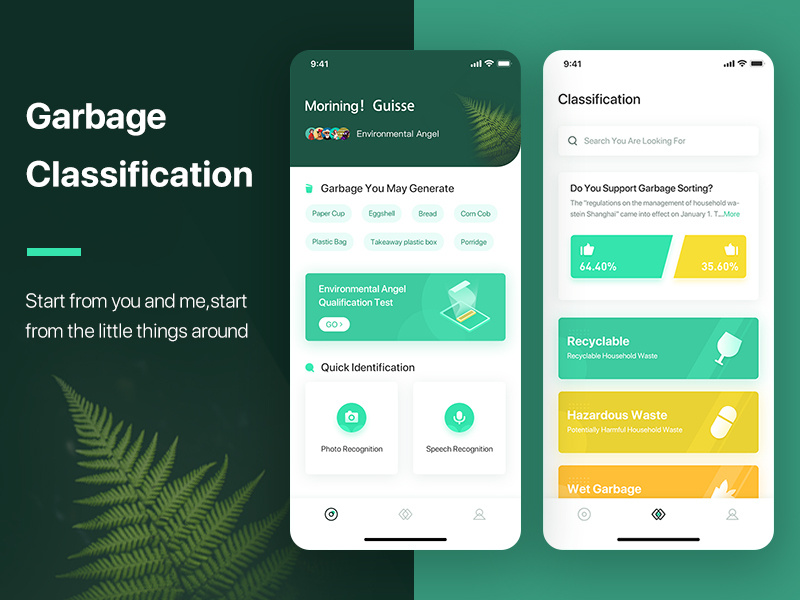 Garbage
Classification
Start from you and me,start
from the little things around
9:41
Morining! Guisse
Environmental Angel
Garbage You May Generate
Paper Cup
Eggshell
Bread
Corn Cob
Plastic Bag
Takeaway plastic box
Porridge
Environmental Angel
Qualification Test
GO >
Quick Identification
Photo Recognition
Speech Recognition
9:41
Classification
Search You Are Looking For
Do You Support Garbage Sorting?
The "regulations on the management of household wa-
stein Shanghai" came into effect on January 1. T...More
64.40%
35.60%
Recyclable
Recyclable Household Waste
Hazardous Waste
Potentially Harmful Household Waste
Wet Garbage